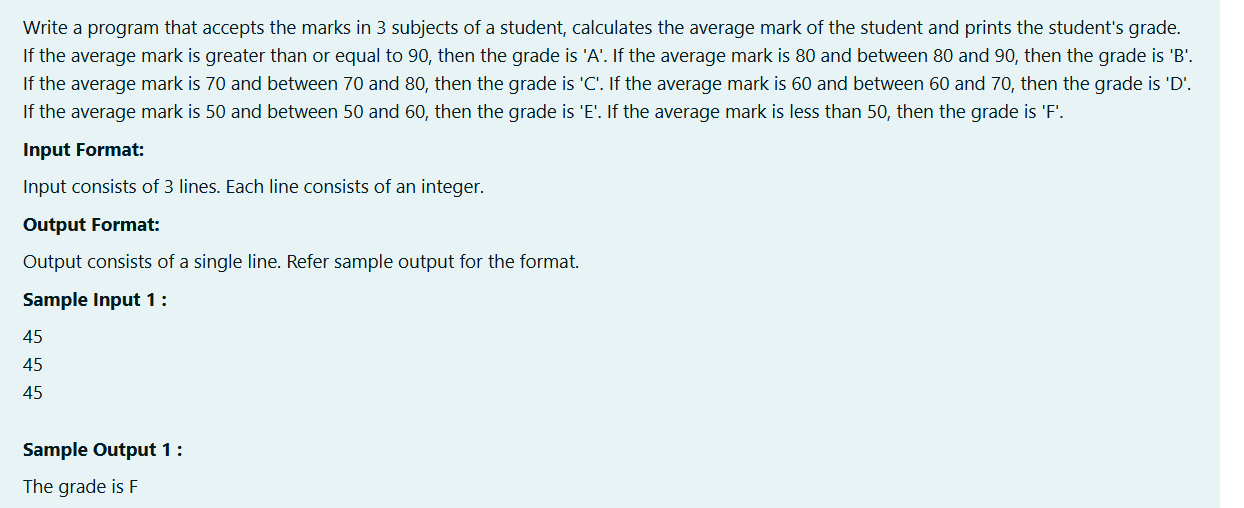 Write a program that accepts the marks in 3 subjects of a student, calculates the average mark of the student and prints the student's grade.
If the average mark is greater than or equal to 90, then the grade is 'A'. If the average mark is 80 and between 80 and 90, then the grade is 'B'.
If the average mark is 70 and between 70 and 80, then the grade is 'C'. If the average mark is 60 and between 60 and 70, then the grade is 'D'.
If the average mark is 50 and between 50 and 60, then the grade is 'E'. If the average mark is less than 50, then the grade is 'F'.
Input Format:
Input consists of 3 lines. Each line consists of an integer.
Output Format:
Output consists of a single line. Refer sample output for the format.
Sample Input 1 :
45
45
45
Sample Output 1 :
The grade is F